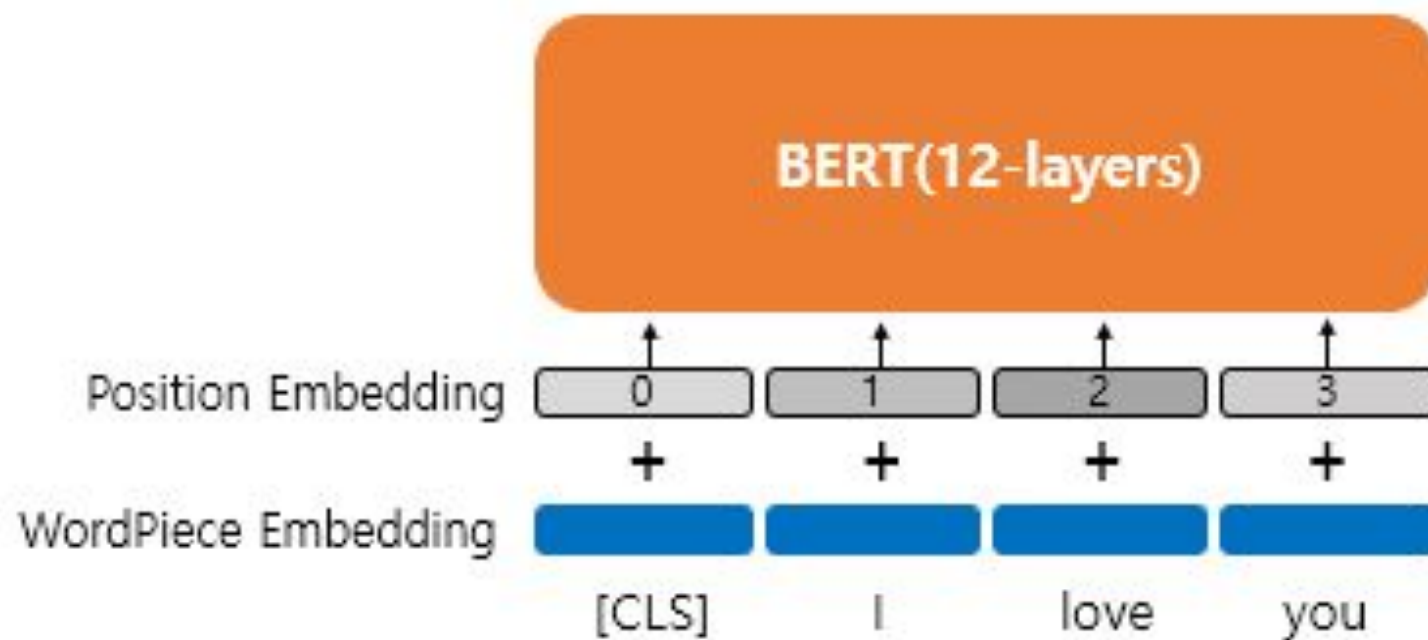 BERT(12-layers)
Position Embedding 0 1 2 3
+ + + +
WordPiece Embedding
[CLS] I love you